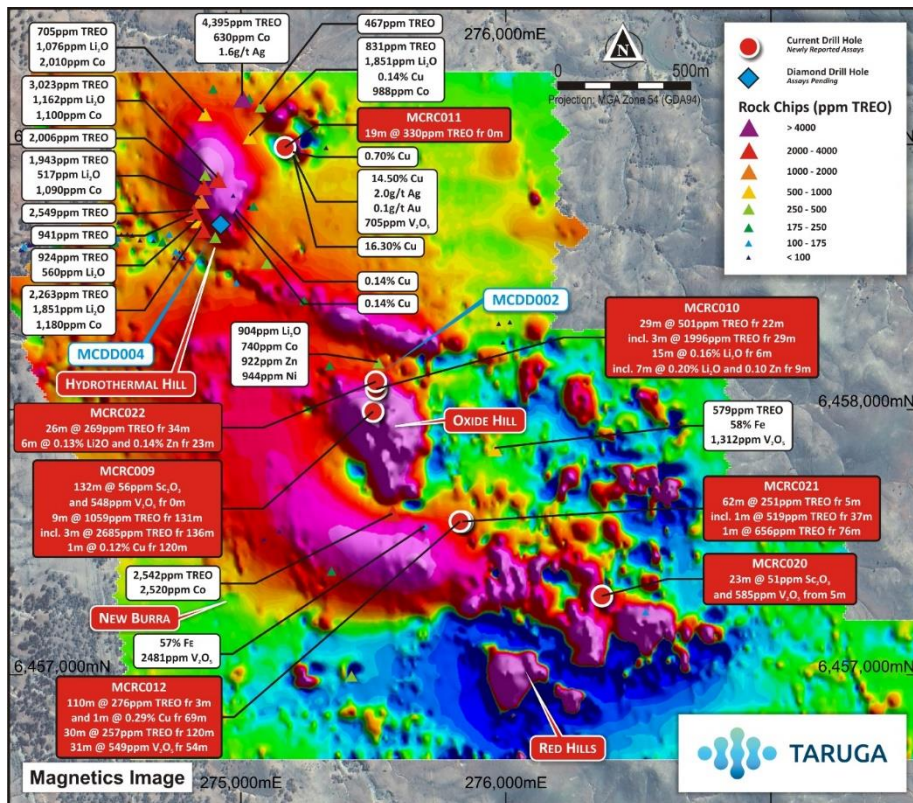 276,000mE
705ppm TREO
1,076ppm Li₂O
2,010ppm Co
3,023ppm TREO
1,162ppm Li₂O
1,100ppm Co
2,006ppm TREO
1,943ppm TREO
517ppm Li₂O
1,090ppm Co
2,549ppm TREO
941ppm TREO
924ppm TREO
560ppm Li₂O
2,263ppm TREO
1,851ppm Li₂O
1,180ppm Co
4,395ppm TREO
630ppm Co
1.6g/t Ag
467ppm TREO
831ppm TREO
1,851ppm Li₂O
0.14% Cu
988ppm Co
MCRC011
19m @ 330ppm TREO fr 0m
0.70% Cu
14.50% Cu
2.0g/t Ag
0.1g/t Au
705ppm V₂O₅
16.30% Cu
0.14% Cu
0.14% Cu
N
0 500m
Projection: MGA Zone 54 (GDA94)
Current Drill Hole
Newly Reported Assays
Diamond Drill Hole
Assays Pending
Rock Chips (ppm TREO)
> 4000
2000 - 4000
1000 - 2000
500 - 1000
250 - 500
175 - 250
100 - 175
< 100
MCDD004
HYDROTHERMAL HILL
MCDD002
904ppm Li₂O
740ppm Co
922ppm Zn
944ppm Ni
MCRC010
29m @ 501ppm TREO fr 22m
incl. 3m @ 1996ppm TREO fr 29m
15m @ 0.16% Li₂O fr 6m
incl. 7m @ 0.20% Li₂O and 0.10 Zn fr 9m
MCRC022
26m @ 269ppm TREO fr 34m
6m @ 0.13% Li2O and 0.14% Zn fr 23m
OXIDE HILL
6,458,000mN
579ppm TREO
58% Fe
1,312ppm V₂O₅
MCRC009
132m @ 56ppm Sc₂O₃
and 548ppm V₂O₅ fr 0m
9m @ 1059ppm TREO fr 131m
incl. 3m @ 2685ppm TREO fr 136m
1m @ 0.12% Cu fr 120m
MCRC021
62m @ 251ppm TREO fr 5m
incl. 1m @ 519ppm TREO fr 37m
1m @ 656ppm TREO fr 76m
2,542ppm TREO
2,520ppm Co
MCRC020
23m @ 51ppm Sc₂O₃
and 585ppm V₂O₅ from 5m
NEW BURRA
57% FE
2481ppm V₂O₅
6,457,000mN
6,457,000mN
MCRC012
110m @ 276ppm TREO fr 3m
and 1m @ 0.29% Cu fr 69m
30m @ 257ppm TREO fr 120m
31m @ 549ppm V₂O₅ fr 54m
RED HILLS
TARUGA
Magnetics Image
275,000mE
276,000mE